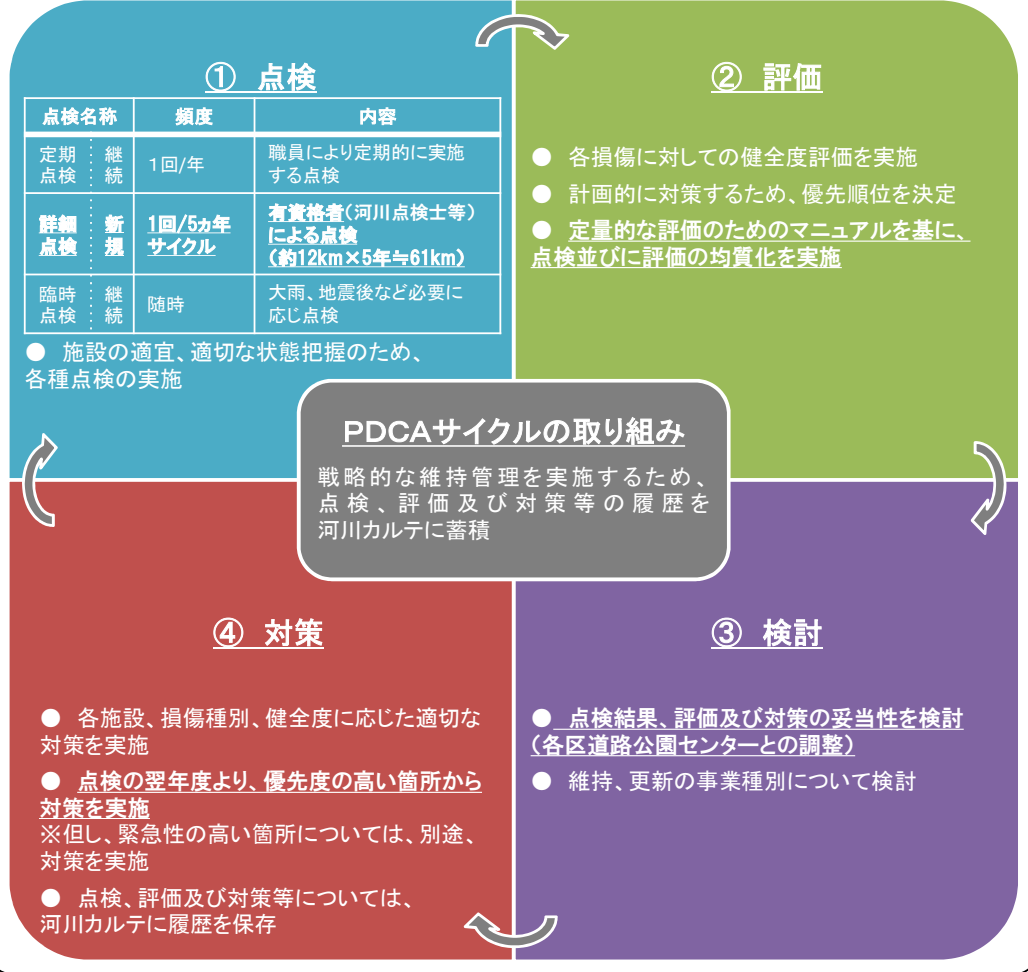 ① 点検
点検名称 頻度 内容
定期点検 継続 1回/年 職員により定期的に実施
する点検
詳細点検 新規 1回/5ヵ年サイクル 有資格者(河川点検士等)
による点検
(約12km×5年≒61km)
臨時点検 継続 随時 大雨、地震後など必要に
応じ点検
● 施設の適宜、適切な状態把握のため、
各種点検の実施
② 評価
● 各損傷に対しての健全度評価を実施
● 計画的に対策するため、優先順位を決定
● 定量的な評価のためのマニュアルを基に、
点検並びに評価の均質化を実施
PDCAサイクルの取り組み
戦略的な維持管理を実施するため、
点検、評価及び対策等の履歴を
河川カルテに蓄積
③ 検討
● 点検結果、評価及び対策の妥当性を検討
(各区道路公園センターとの調整)
● 維持、更新の事業種別について検討
④ 対策
● 各施設、損傷種別、健全度に応じた適切な
対策を実施
● 点検の翌年度より、優先度の高い箇所から
対策を実施
※但し、緊急性の高い箇所については、別途、
対策を実施
● 点検、評価及び対策等については、
河川カルテに履歴を保存